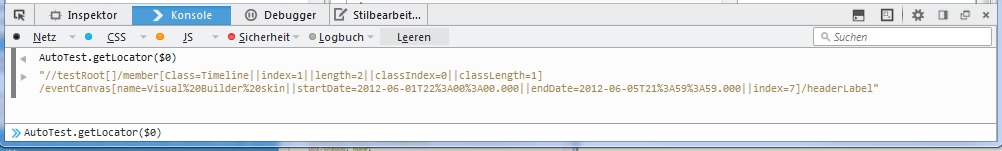 Inspektor Konsole Debugger Stilbearbeit...
Netz CSS JS Sicherheit Logbuch Leeren Suchen
AutoTest.getLocator($0)
"//testRoot[]/member[Class=Timeline||index=1||length=2||classIndex=0||classLength=1]
/eventCanvas[name=Visual%20Builder%20skin||startDate=2012-06-01T22%3A00%3A00.000||endDate=2012-06-05T21%3A59%3A59.000||index=7]/headerLabel"
AutoTest.getLocator($0)